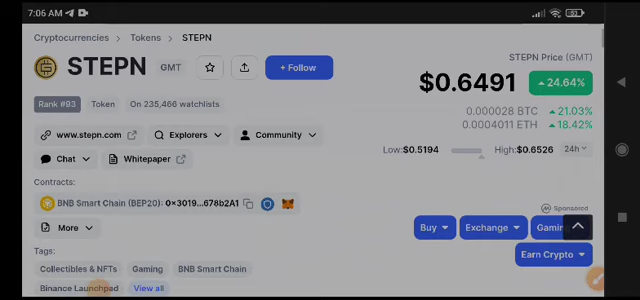 7:06 AM
Cryptocurrencies > Tokens > STEPN
STEPN GMT + Follow
STEPN Price (GMT)
$0.6491 24.64%
Rank #93 Token On 235,466 watchlists
0.000028 BTC 21.03%
0.0004011 ETH 18.42%
www.stepn.com Explorers Community
Low:$0.5194 High:$0.6526 24h
Chat Whitepaper
Contracts:
BNB Smart Chain (BEP20): 0x3019...678b2A1
Sponsored
More
Buy Exchange Gaming
Tags:
Earn Crypto
Collectibles & NFTs Gaming BNB Smart Chain
Binance Launchpad View all